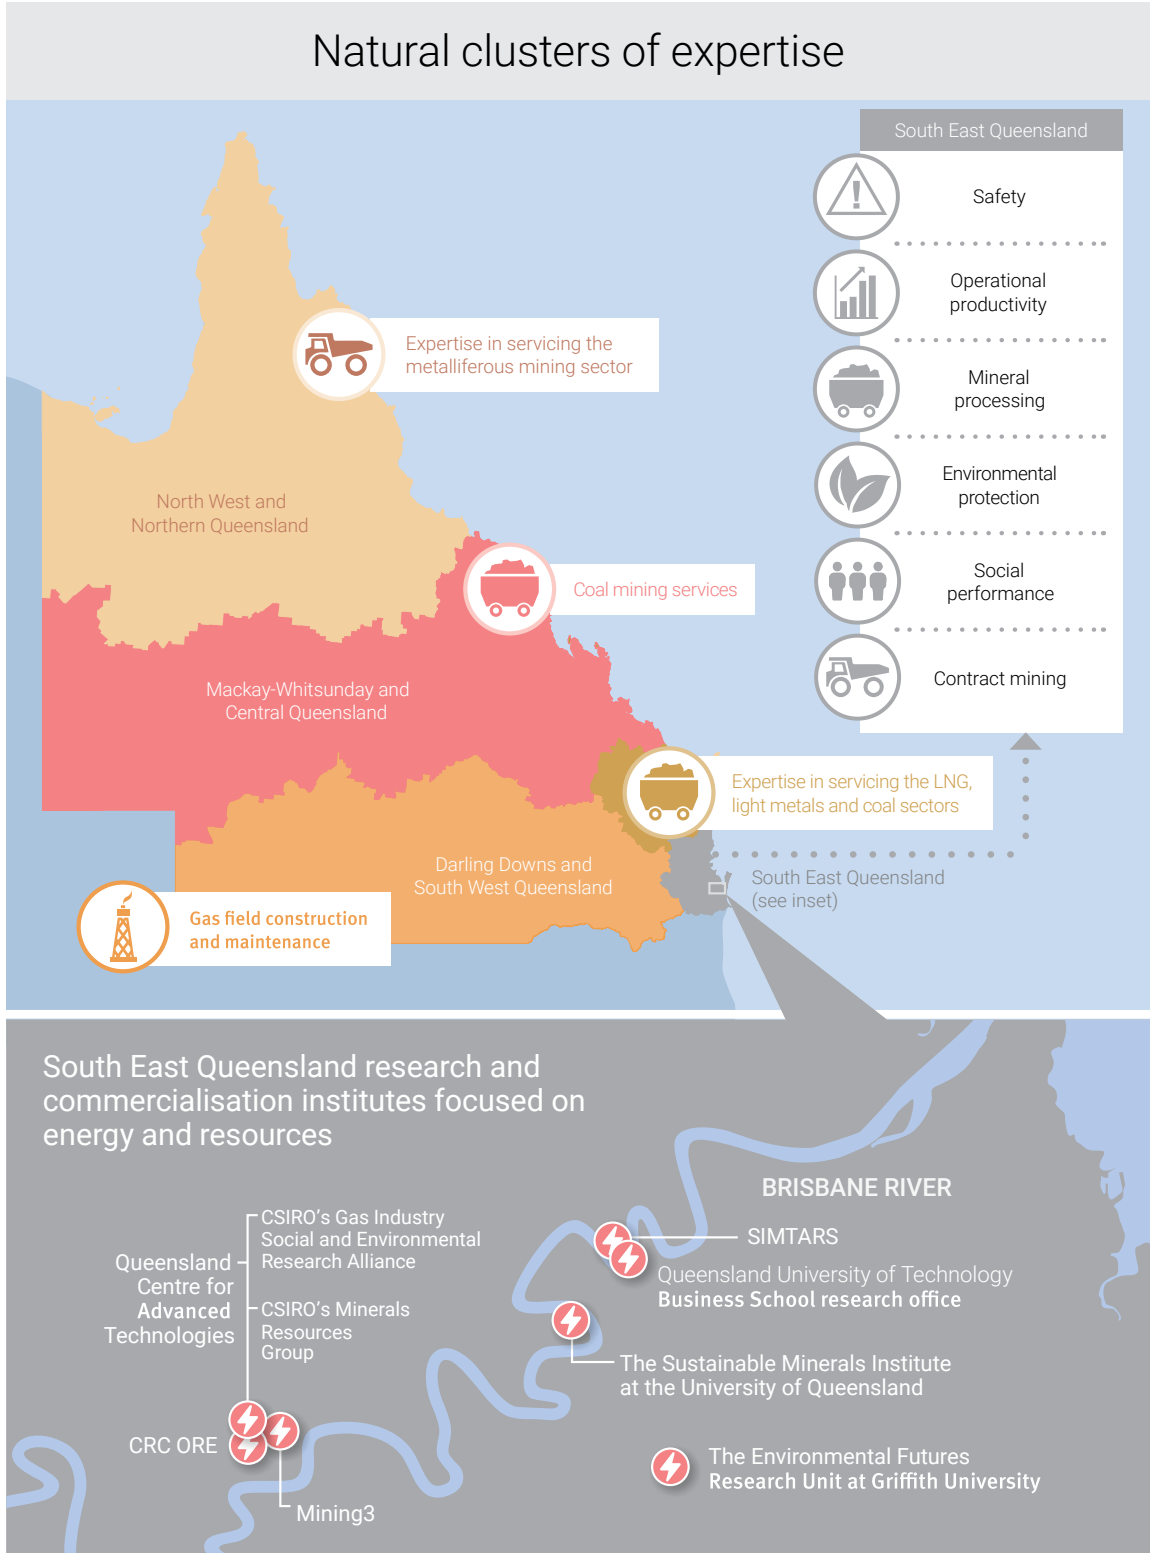 Natural clusters of expertise
South East Queensland
Safety
Operational
productivity
Mineral
processing
Environmental
protection
Social
performance
Contract mining
Expertise in servicing the
metalliferous mining sector
North West and
Northern Queensland
Coal mining services
Mackay-Whitsunday and
Central Queensland
Expertise in servicing the LNG,
light metals and coal sectors
Darling Downs and
South West Queensland
South East Queensland
(see inset)
Gas field construction
and maintenance
South East Queensland research and
commercialisation institutes focused on
energy and resources
BRISBANE RIVER
CSIRO's Gas Industry
Social and Environmental
Research Alliance
Queensland
Centre for
Advanced
Technologies
CSIRO's Minerals
Resources
Group
SIMTARS
Queensland University of Technology
Business School research office
The Sustainable Minerals Institute
at the University of Queensland
CRC ORE
Mining3
The Environmental Futures
Research Unit at Griffith University